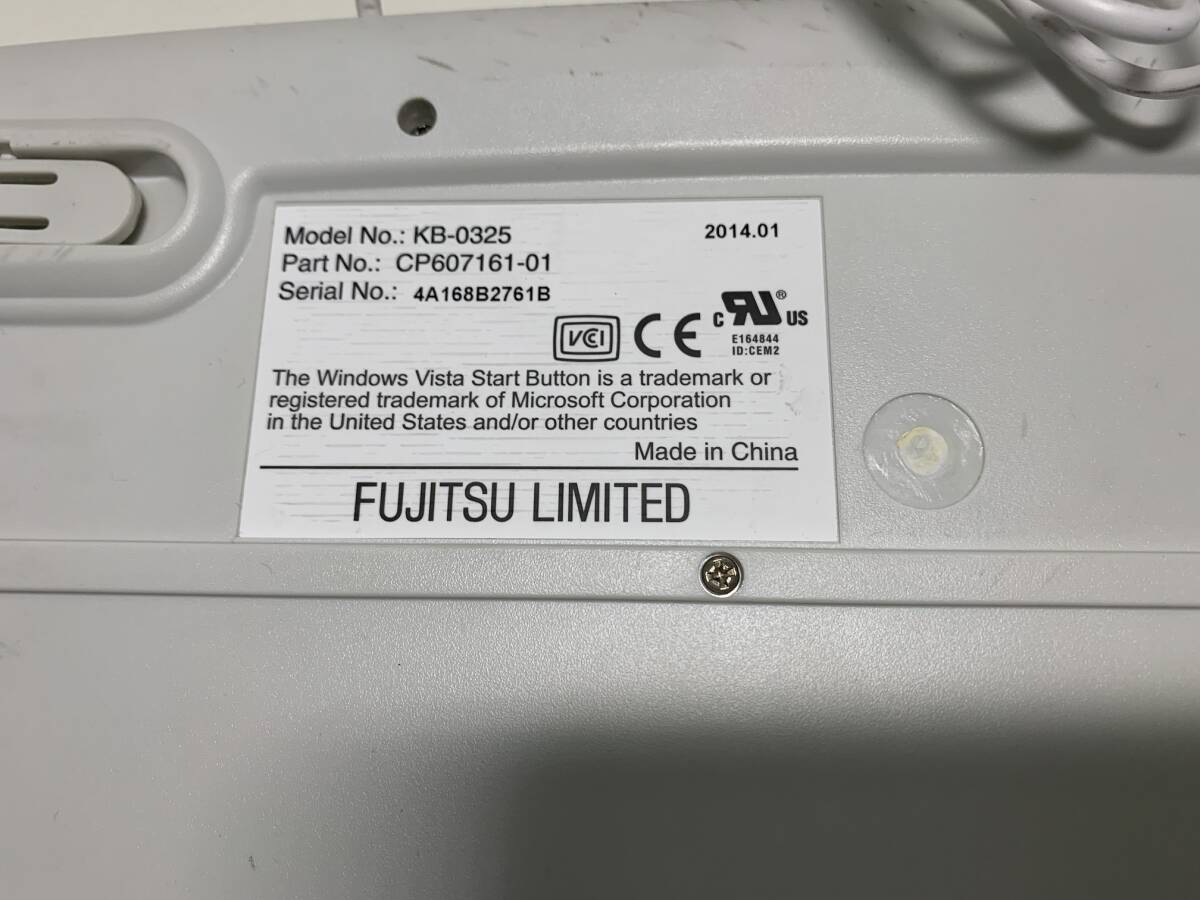 Model No.: KB-0325
2014.01
Part No.: CP607161-01
Serial No.: 4A168B2761B
VCI
CE
c RU ® US
E164844
ID:CEM2
The Windows Vista Start Button is a trademark or
registered trademark of Microsoft Corporation
in the United States and/or other countries
Made in China
FUJITSU LIMITED